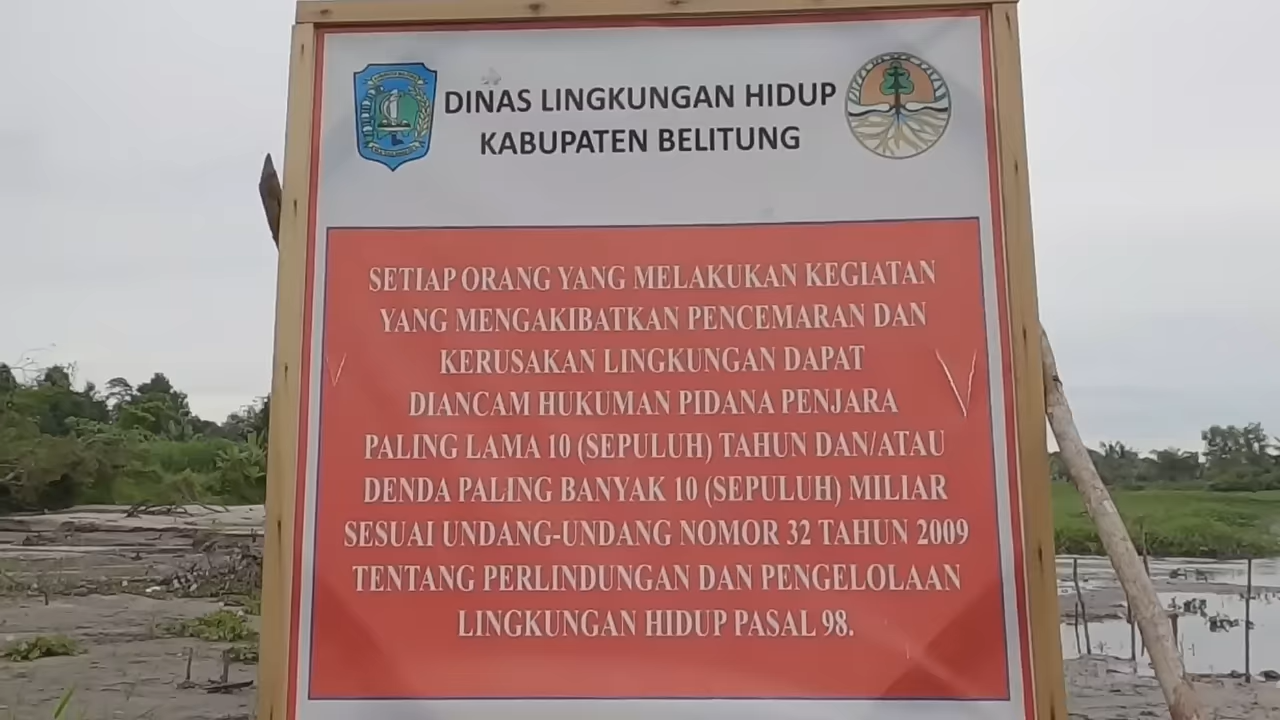 DINAS LINGKUNGAN HIDUP
KABUPATEN BELITUNG
SETIAP ORANG YANG MELAKUKAN KEGIATAN
YANG MENGAKIBATKAN PENCEMARAN DAN
KERUSAKAN LINGKUNGAN DAPAT
DIANCAM HUKUMAN PIDANA PENJARA
PALING LAMA 10 (SEPULUH) TAHUN DAN/ATAU
DENDA PALING BANYAK 10 (SEPULUH) MILIAR
SESUAI UNDANG-UNDANG NOMOR 32 TAHUN 2009
TENTANG PERLINDUNGAN DAN PENGELOLAAN
LINGKUNGAN HIDUP PASAL 98.